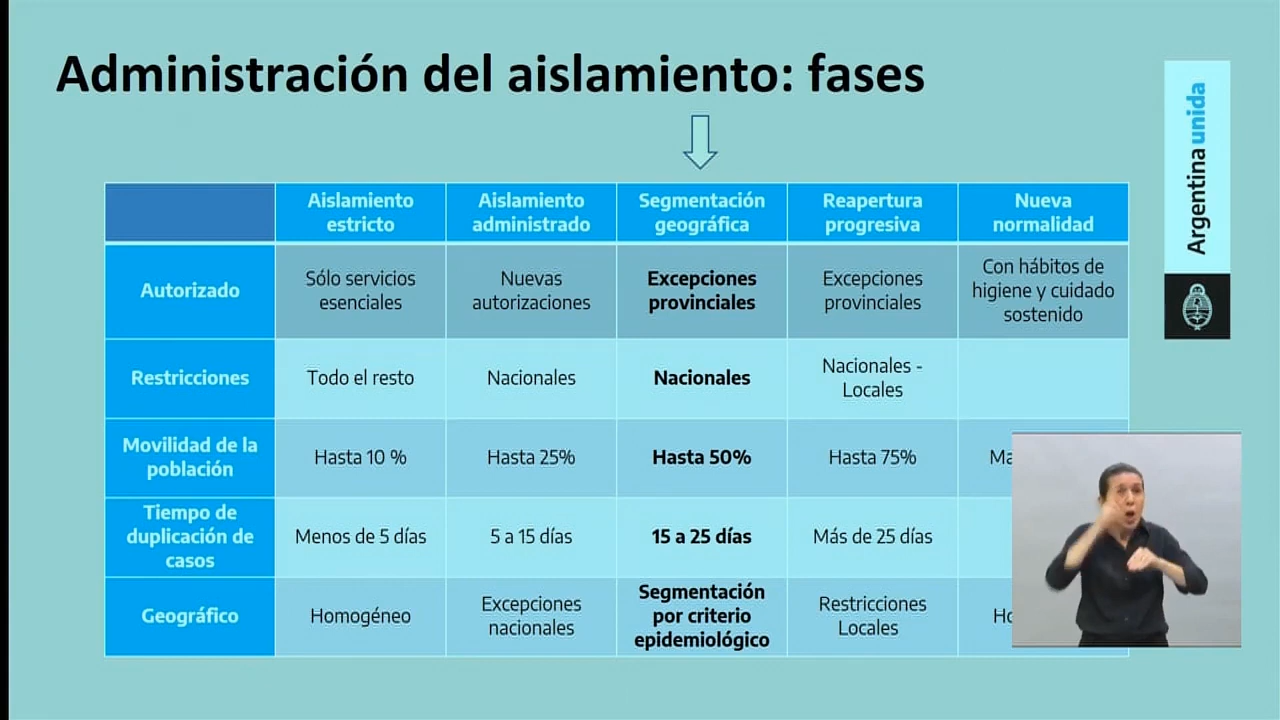 Administración del aislamiento: fases
Argentina unida
Aislamiento
estricto
Aislamiento
administrado
Segmentación
geográfica
Reapertura
progresiva
Nueva
normalidad
Autorizado
Sólo servicios
esenciales
Nuevas
autorizaciones
Excepciones
provinciales
Excepciones
provinciales
Con hábitos de
higiene y cuidado
sostenido
Restricciones
Todo el resto
Nacionales
Nacionales
Nacionales -
Locales
Movilidad de la
población
Hasta 10 %
Hasta 25%
Hasta 50%
Hasta 75%
Tiempo de
duplicación de
casos
Menos de 5 días
5 a 15 días
15 a 25 días
Más de 25 días
Geográfico
Homogéneo
Excepciones
nacionales
Segmentación
por criterio
epidemiológico
Restricciones
Locales